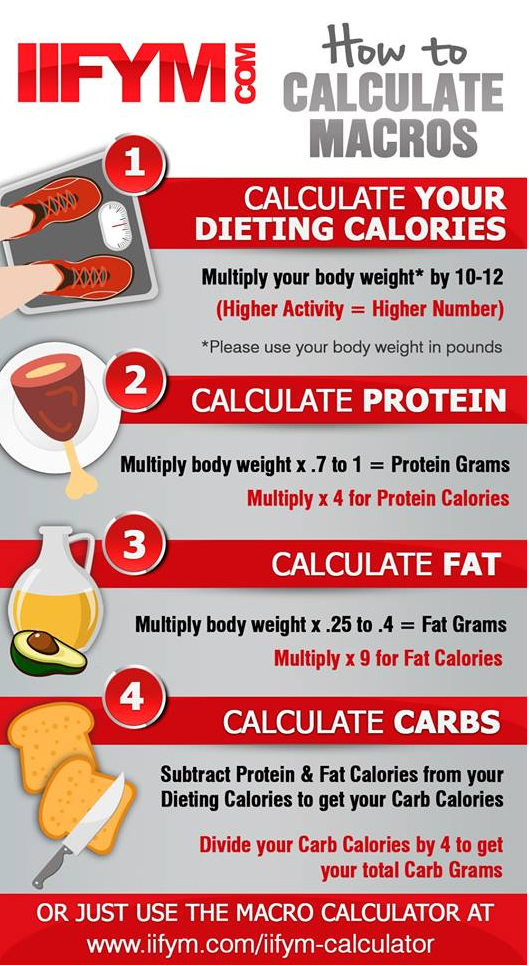 IIFYM.COM
How to
CALCULATE
MACROS
1
CALCULATE YOUR
DIETING CALORIES
Multiply your body weight* by 10-12
(Higher Activity = Higher Number)
*Please use your body weight in pounds
2
CALCULATE PROTEIN
Multiply body weight x .7 to 1 = Protein Grams
Multiply x 4 for Protein Calories
3
CALCULATE FAT
Multiply body weight x .25 to .4 = Fat Grams
Multiply x 9 for Fat Calories
4
CALCULATE CARBS
Subtract Protein & Fat Calories from your
Dieting Calories to get your Carb Calories
Divide your Carb Calories by 4 to get
your total Carb Grams
OR JUST USE THE MACRO CALCULATOR AT
www.iifym.com/iifym-calculator